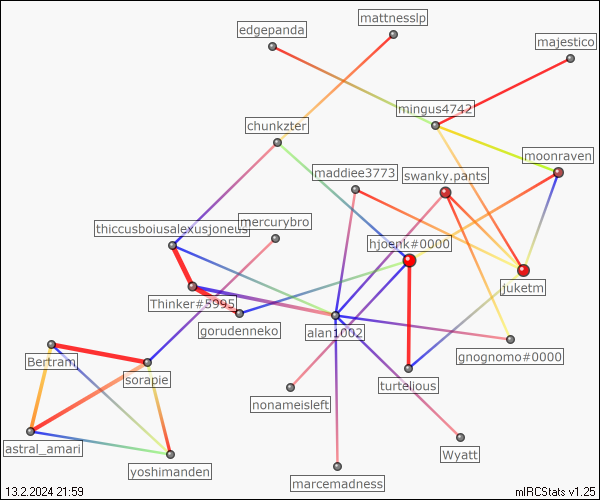 mattnesslp
edgepanda
majestico
mingus4742
chunkzter
moonraven
maddiee3773
swanky.pants
mercurybro
thiccusboiusalexusjoneus
hjoenk#0000
juketm
Thinker#5995
gorudenneko
alan1002
gnognomo#0000
Bertram
sorapie
turtelious
nonameisleft
astral_amari
Wyatt
yoshimanden
marcemadness
13.2.2024 21:59
mIRCStats v1.25